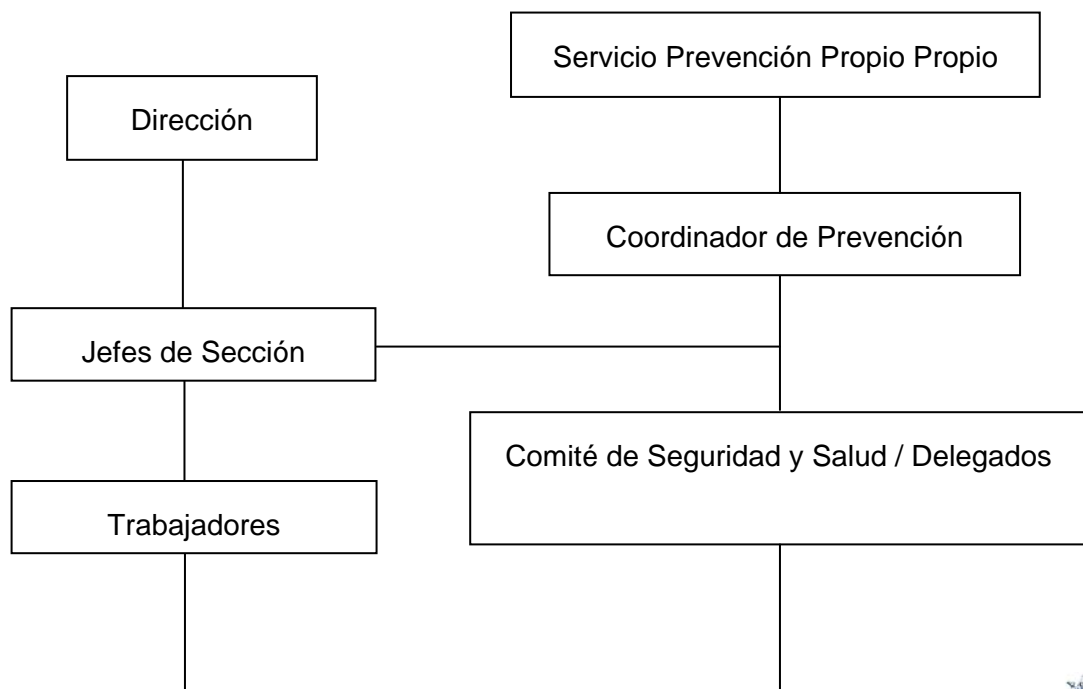 Servicio Prevención Propio Propio
Dirección
Coordinador de Prevención
Jefes de Sección
Comité de Seguridad y Salud / Delegados
Trabajadores